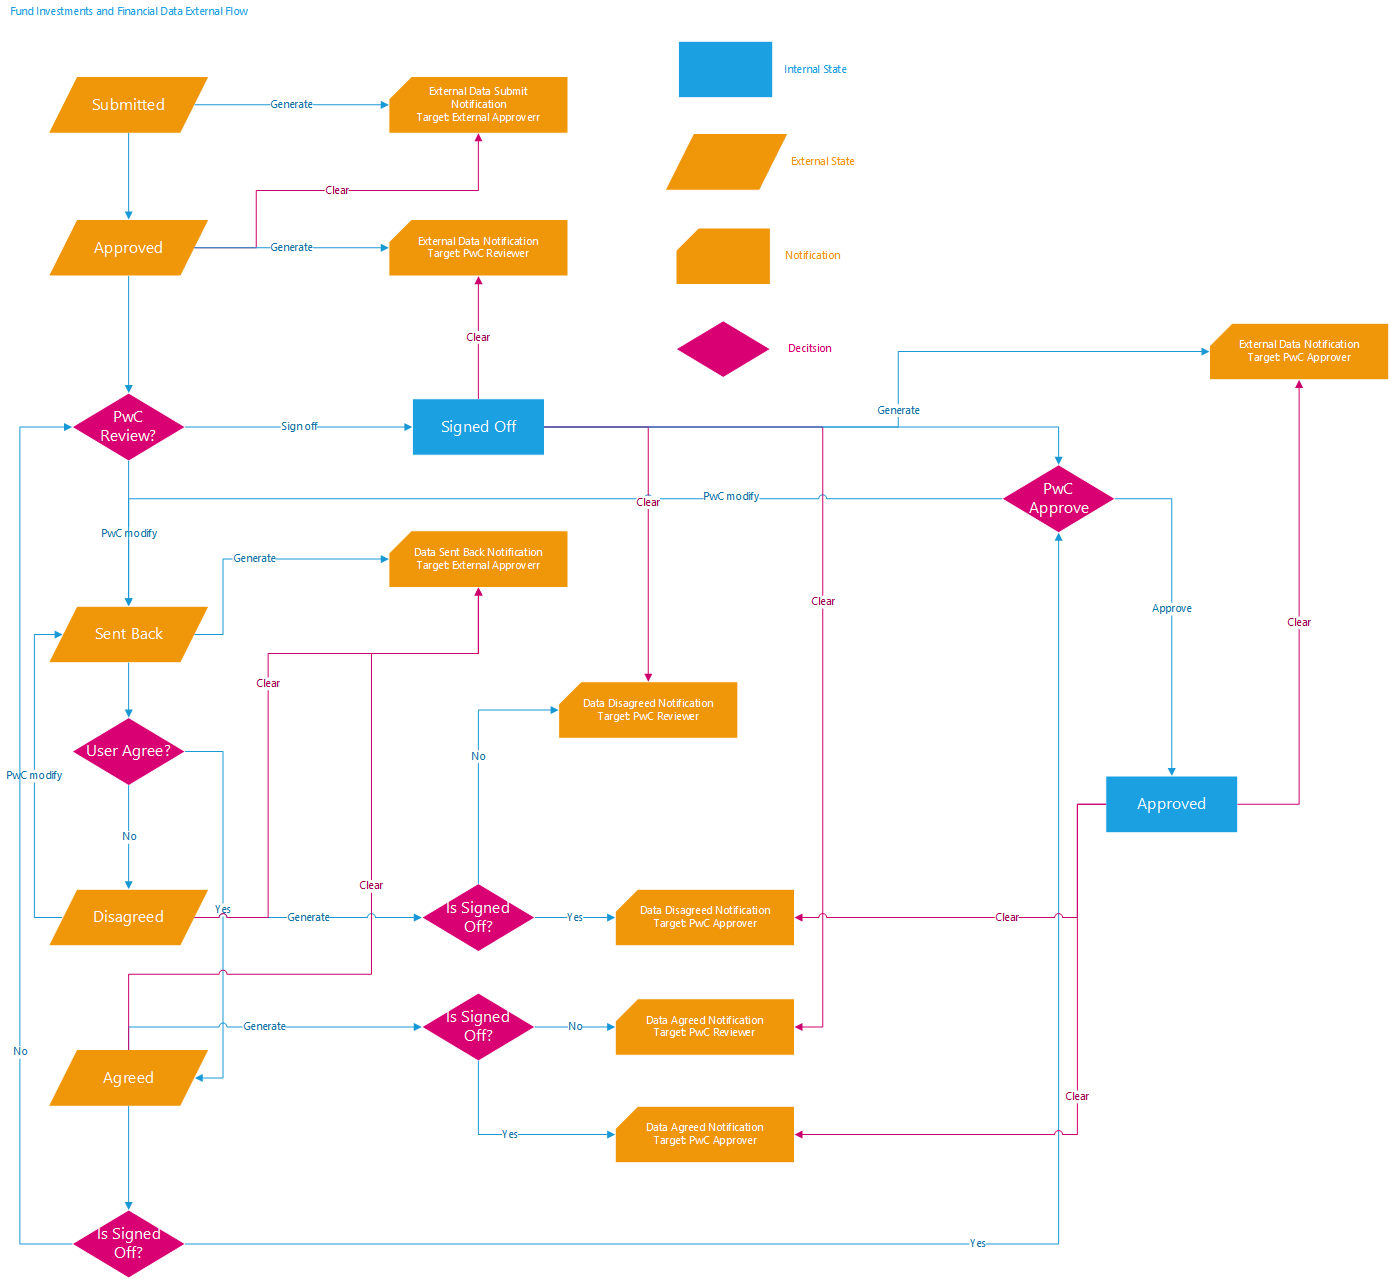 Fund Investments and Financial Data External Flow
Internal State
External State
Notification
Decitsion
Submitted
Generate
External Data Submit
Notification
Target: External Approverr
Clear
Approved
Generate
External Data Notification
Target: PwC Reviewer
Clear
External Data Notification
Target: PwC Approver
Generate
PwC
Review?
Sign off
Signed Off
PwC modify
Clear
PwC modify
PwC
Approve
Generate
Data Sent Back Notification
Target: External Approverr
Clear
Approve
Clear
Sent Back
Clear
Data Disagreed Notification
Target: PwC Reviewer
User Agree?
No
PwC modify
Approved
No
Clear
Disagreed
Yes
Generate
Is Signed
Off?
Yes
Data Disagreed Notification
Target: PwC Approver
Clear
Generate
Is Signed
Off?
No
Data Agreed Notification
Target: PwC Reviewer
No
Agreed
Clear
Yes
Data Agreed Notification
Target: PwC Approver
Is Signed
Off?
Yes